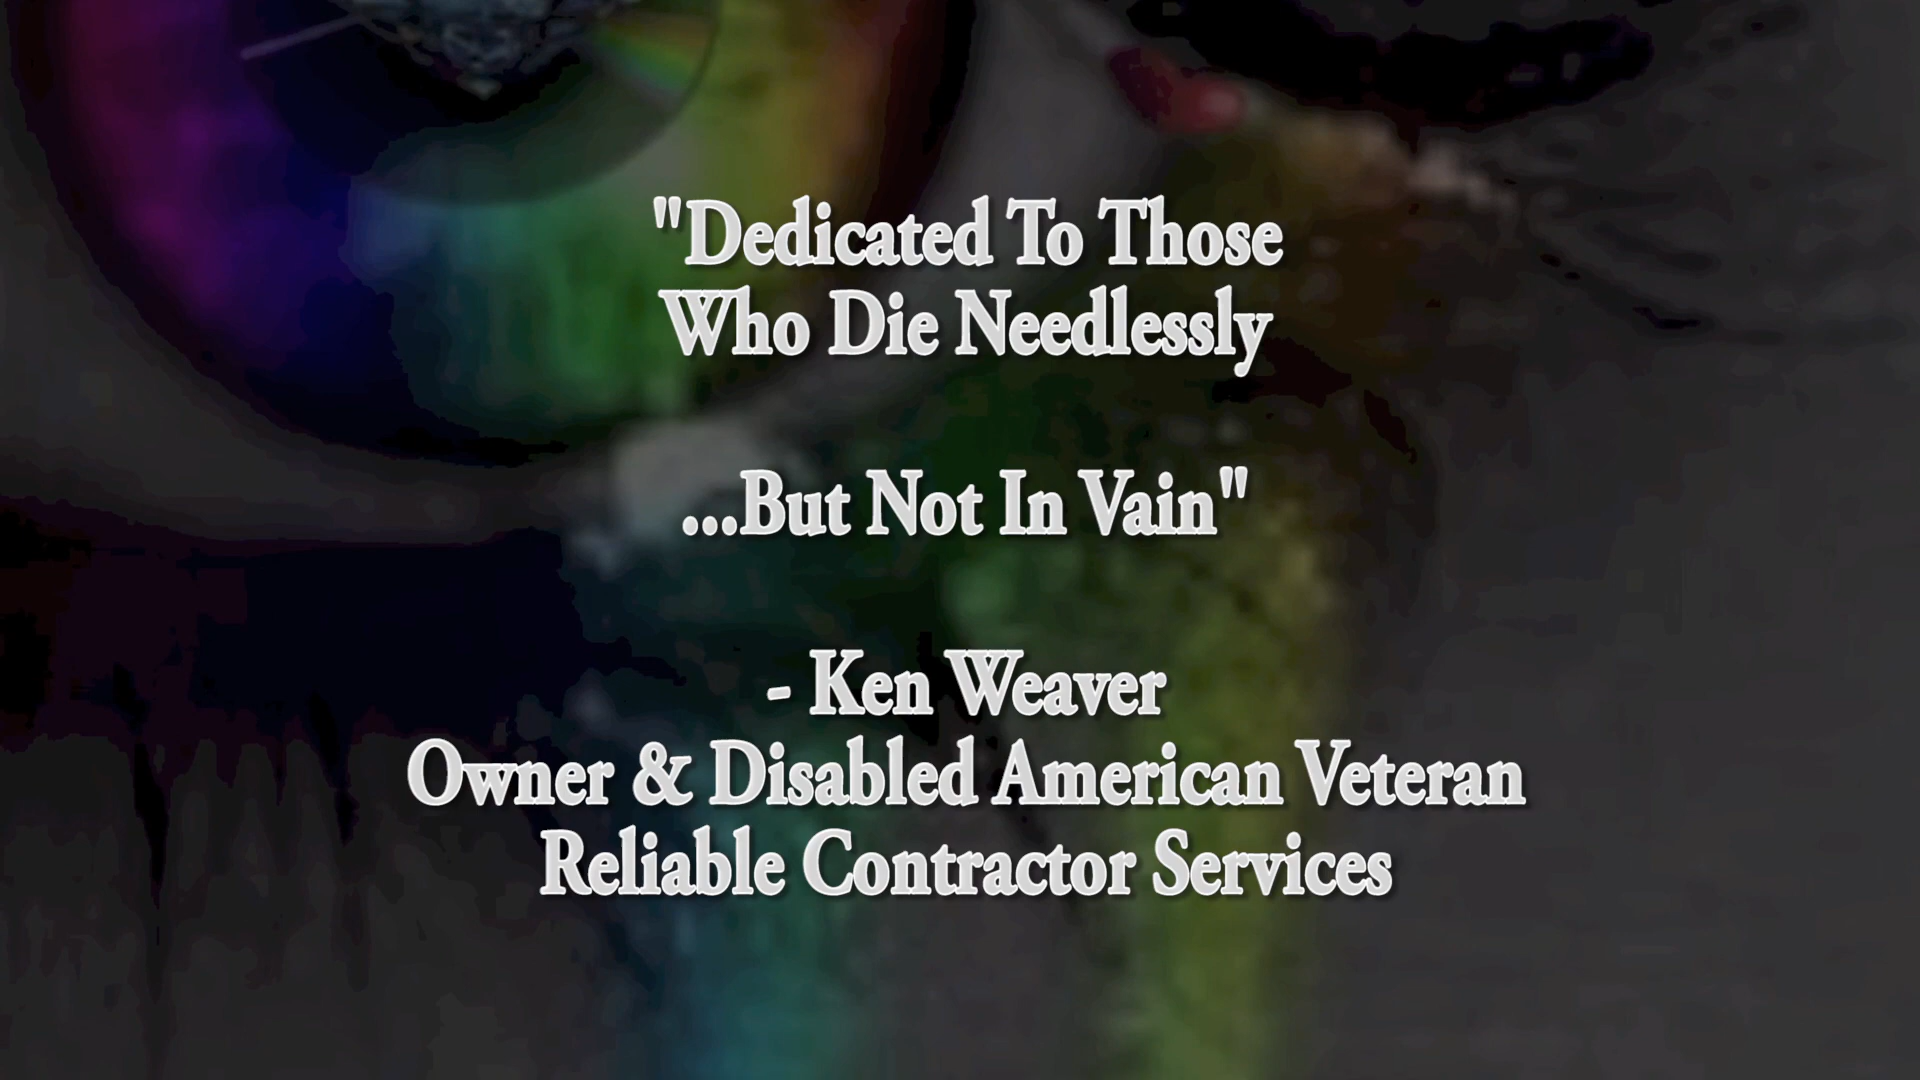 "Dedicated To Those
Who Die Needlessly
...But Not In Vain"
- Ken Weaver
Owner & Disabled American Veteran
Reliable Contractor Services